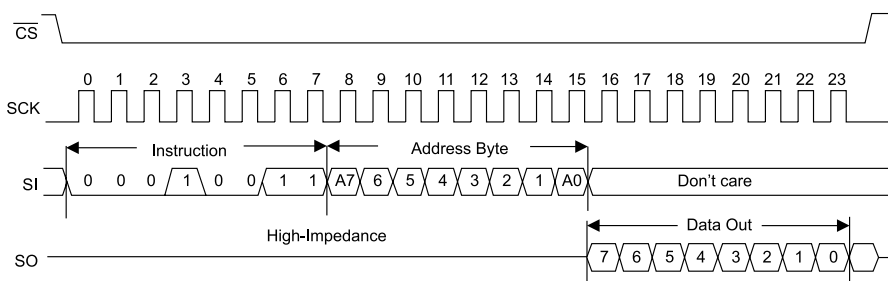 CS
0 1 2 3 4 5 6 7 8 9 10 11 12 13 14 15 16 17 18 19 20 21 22 23
SCK
Instruction Address Byte
SI 0 0 0 1 0 0 1 1 A7 6 5 4 3 2 1 A0 Don't care
High-Impedance Data Out
SO 7 6 5 4 3 2 1 0